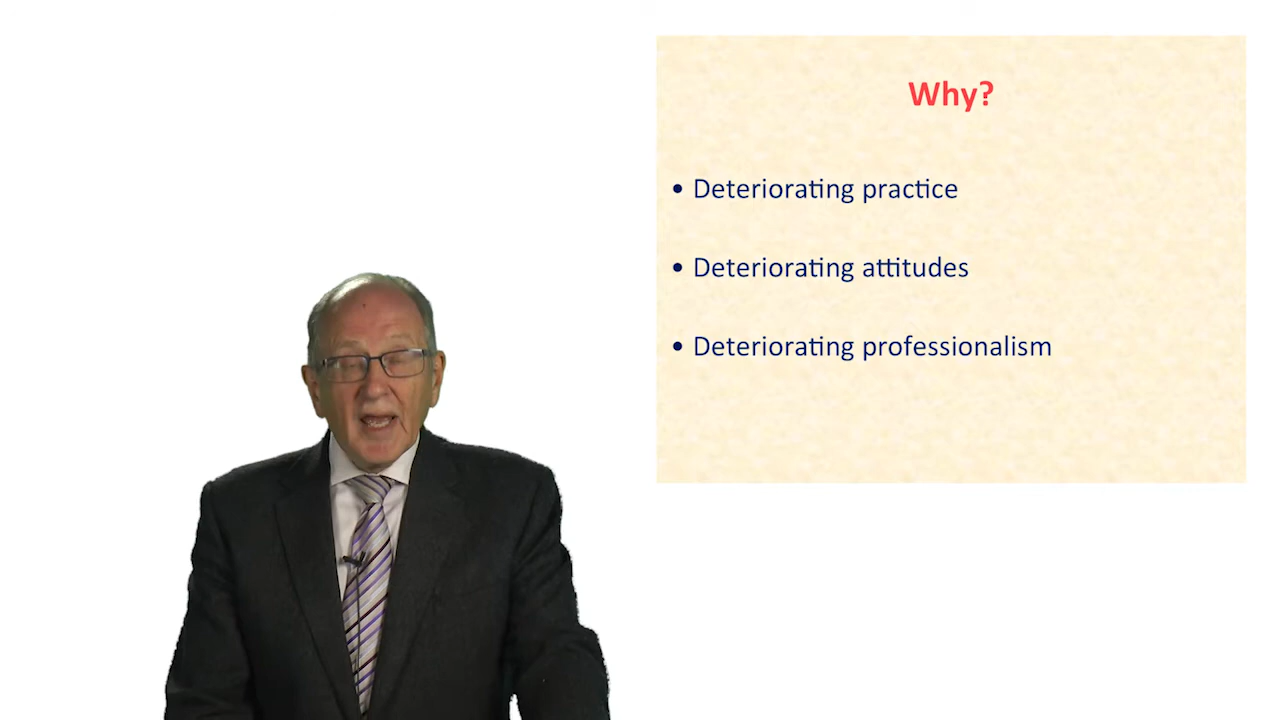 Why?
• Deteriorating practice
• Deteriorating attitudes
• Deteriorating professionalism